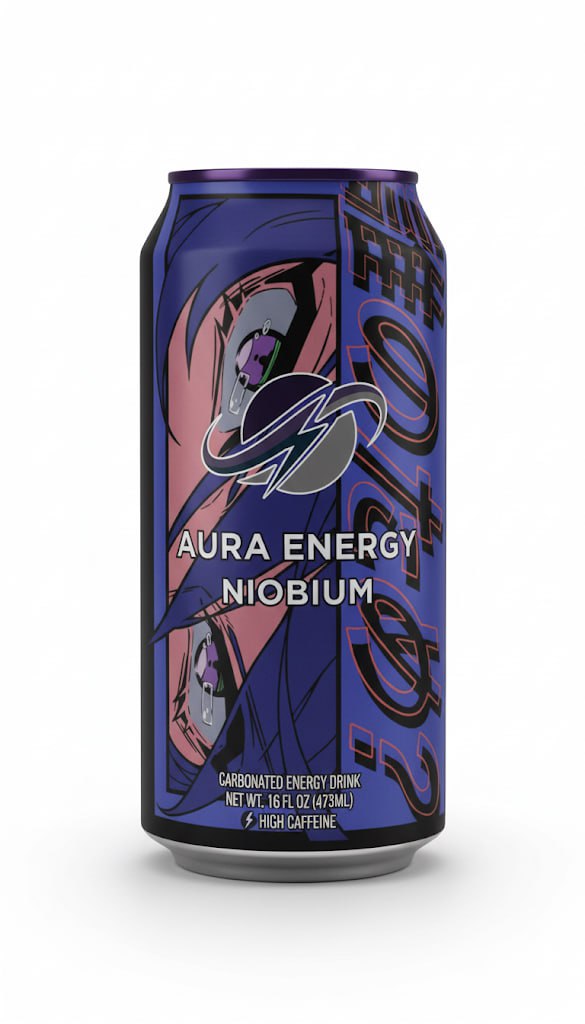 AURA ENERGY
NIOBIUM
CARBONATED ENERGY DRINK
NET WT. 16 FL OZ (473ML)
HIGH CAFFEINE